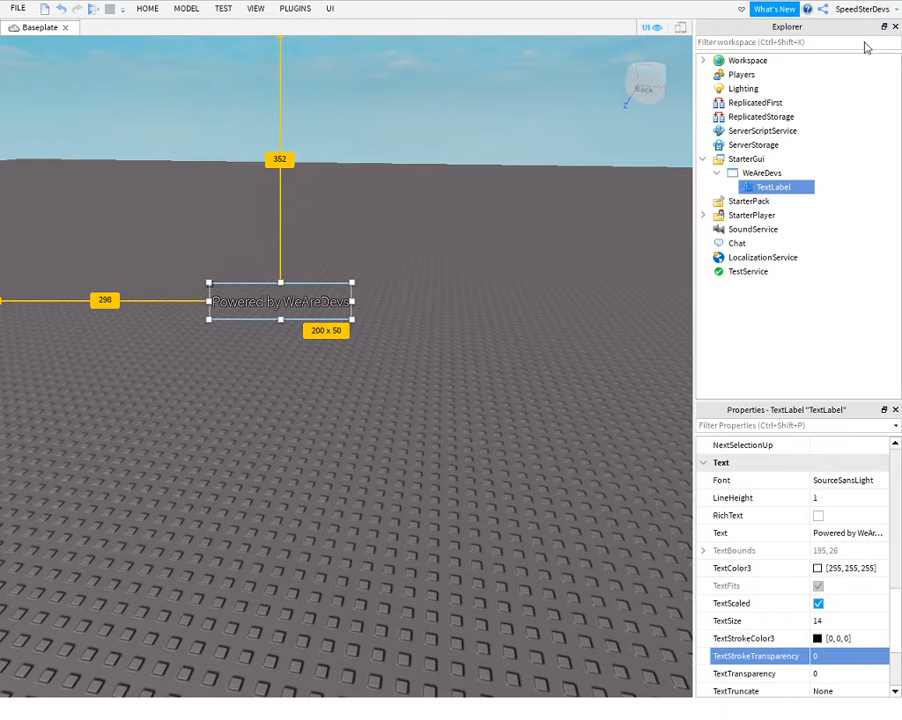 FILE HOME MODEL TEST VIEW PLUGINS UI What's New SpeedSterDevs
Baseplate UI
Explorer
Filter workspace (Ctrl+Shift+X)
Workspace
Players
Lighting
ReplicatedFirst
ReplicatedStorage
ServerScriptService
ServerStorage
StarterGui
WeAreDevs
TextLabel
StarterPack
StarterPlayer
SoundService
Chat
LocalizationService
TestService
Back
Z
352
298
Powered by WeAreDevs
200 x 50
Properties - TextLabel "TextLabel"
Filter Properties (Ctrl+Shift+P)
NextSelectionUp
Text
Font SourceSansLight
LineHeight 1
RichText
Text Powered by WeAr...
TextBounds 195, 26
TextColor3 [255, 255, 255]
TextFits
TextScaled
TextSize 14
TextStrokeColor3 [0, 0, 0]
TextStrokeTransparency 0
TextTransparency 0
TextTruncate None